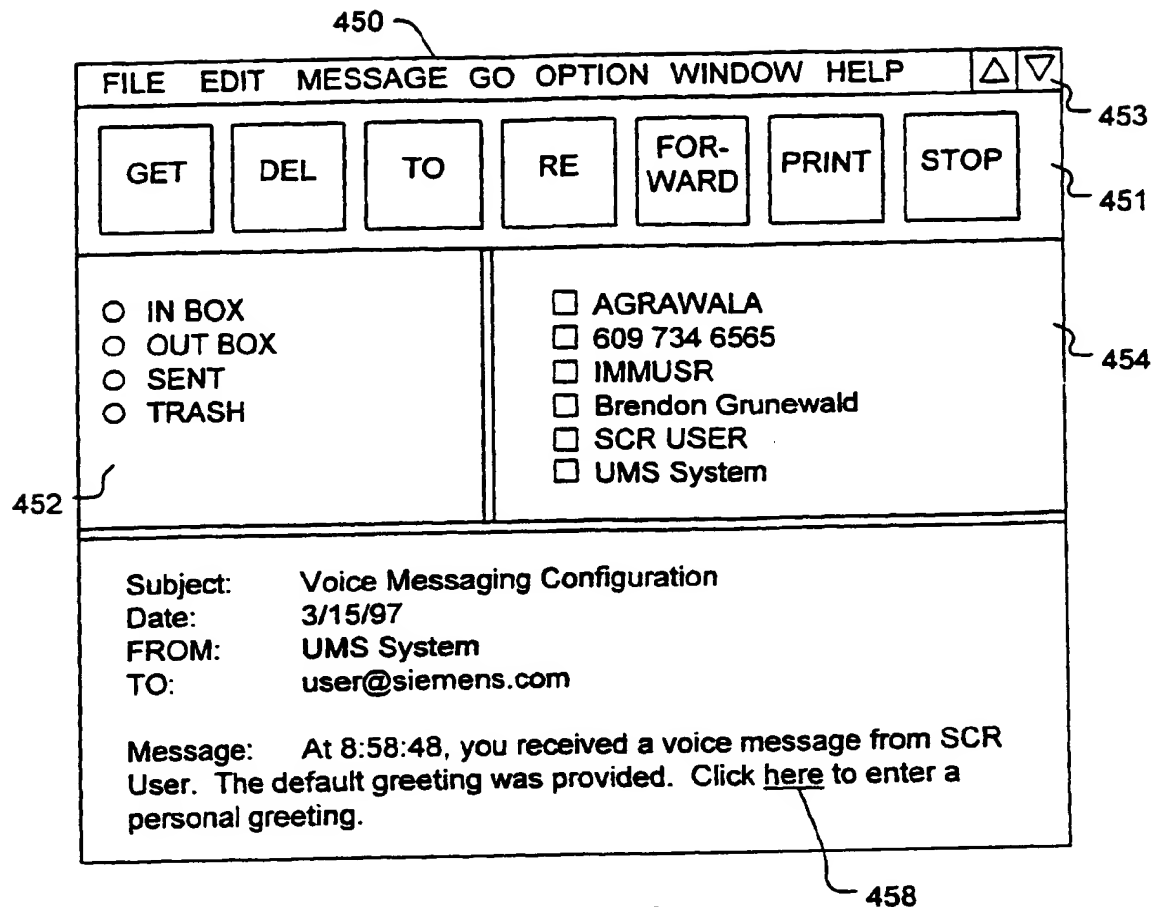 450
FILE EDIT MESSAGE GO OPTION WINDOW HELP
453
GET DEL TO RE FOR-
WARD PRINT STOP
451
IN BOX
OUT BOX
SENT
TRASH
452
AGRAWALA
609 734 6565
IMMUSR
Brendon Grunewald
SCR USER
UMS System
454
Subject: Voice Messaging Configuration
Date: 3/15/97
FROM: UMS System
TO: user@siemens.com
Message: At 8:58:48, you received a voice message from SCR
User. The default greeting was provided. Click here to enter a
personal greeting.
458